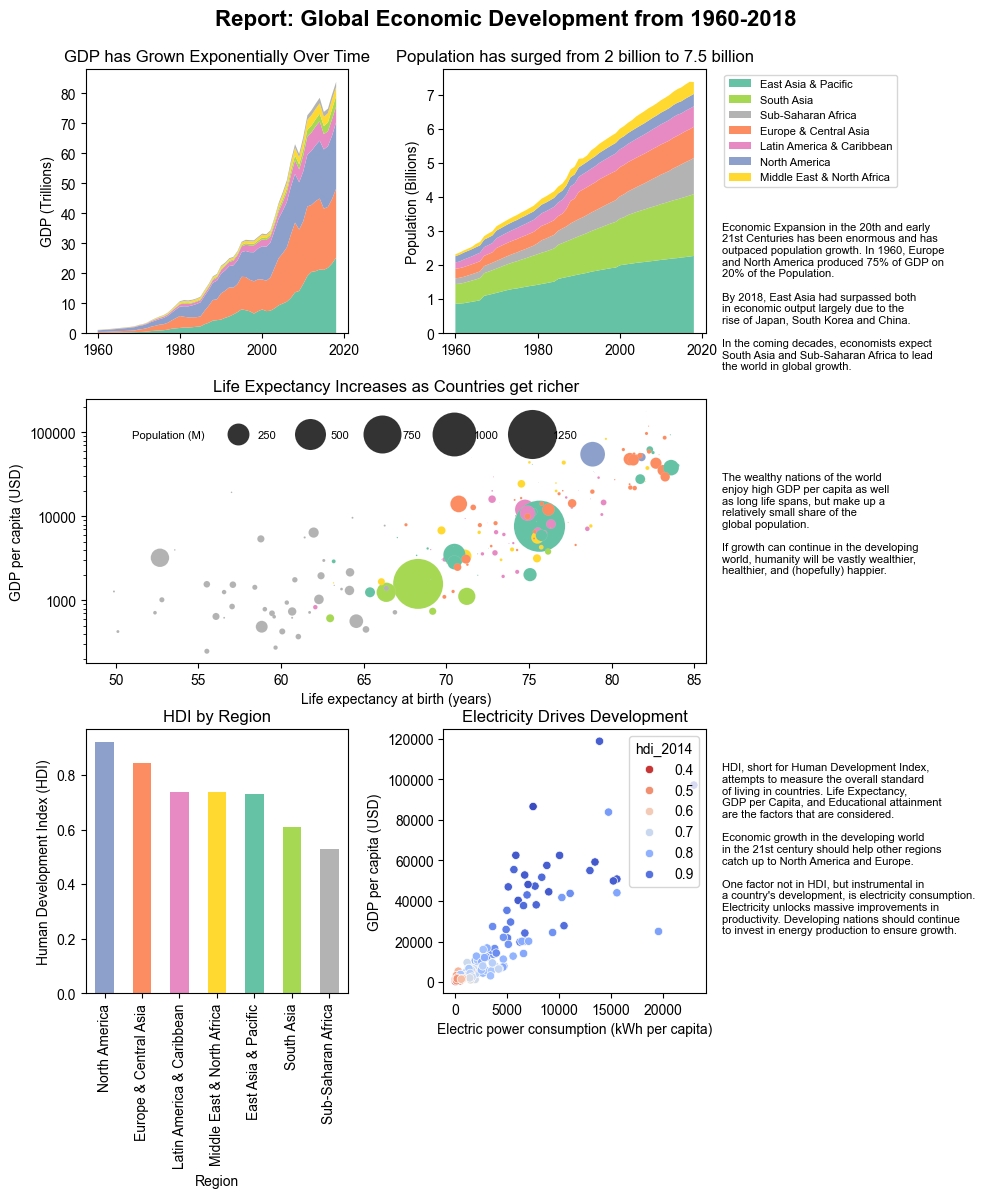 Report: Global Economic Development from 1960-2018
GDP has Grown Exponentially Over Time
GDP (Trillions)
80
70
60
50
40
30
20
10
0
1960
1980
2000
2020
Population has surged from 2 billion to 7.5 billion
Population (Billions)
7
6
5
4
3
2
1
0
1960
1980
2000
2020
East Asia & Pacific
South Asia
Sub-Saharan Africa
Europe & Central Asia
Latin America & Caribbean
North America
Middle East & North Africa
Economic Expansion in the 20th and early
21st Centuries has been enormous and has
outpaced population growth. In 1960, Europe
and North America produced 75% of GDP on
20% of the Population.
By 2018, East Asia had surpassed both
in economic output largely due to the
rise of Japan, South Korea and China.
In the coming decades, economists expect
South Asia and Sub-Saharan Africa to lead
the world in global growth.
Life Expectancy Increases as Countries get richer
GDP per capita (USD)
100000
10000
1000
Population (M)
250
500
750
1000
1250
50
55
60
65
70
75
80
85
Life expectancy at birth (years)
The wealthy nations of the world
enjoy high GDP per capita as well
as long life spans, but make up a
relatively small share of the
global population.
If growth can continue in the developing
world, humanity will be vastly wealthier,
healthier, and (hopefully) happier.
HDI by Region
Human Development Index (HDI)
0.8
0.6
0.4
0.2
0.0
North America
Europe & Central Asia
Latin America & Caribbean
Middle East & North Africa
East Asia & Pacific
South Asia
Sub-Saharan Africa
Region
Electricity Drives Development
GDP per capita (USD)
120000
100000
80000
60000
40000
20000
0
hdi_2014
0.4
0.5
0.6
0.7
0.8
0.9
0
5000
10000
15000
20000
Electric power consumption (kWh per capita)
HDI, short for Human Development Index,
attempts to measure the overall standard
of living in countries. Life Expectancy,
GDP per Capita, and Educational attainment
are the factors that are considered.
Economic growth in the developing world
in the 21st century should help other regions
catch up to North America and Europe.
One factor not in HDI, but instrumental in
a country's development, is electricity consumption.
Electricity unlocks massive improvements in
productivity. Developing nations should continue
to invest in energy production to ensure growth.